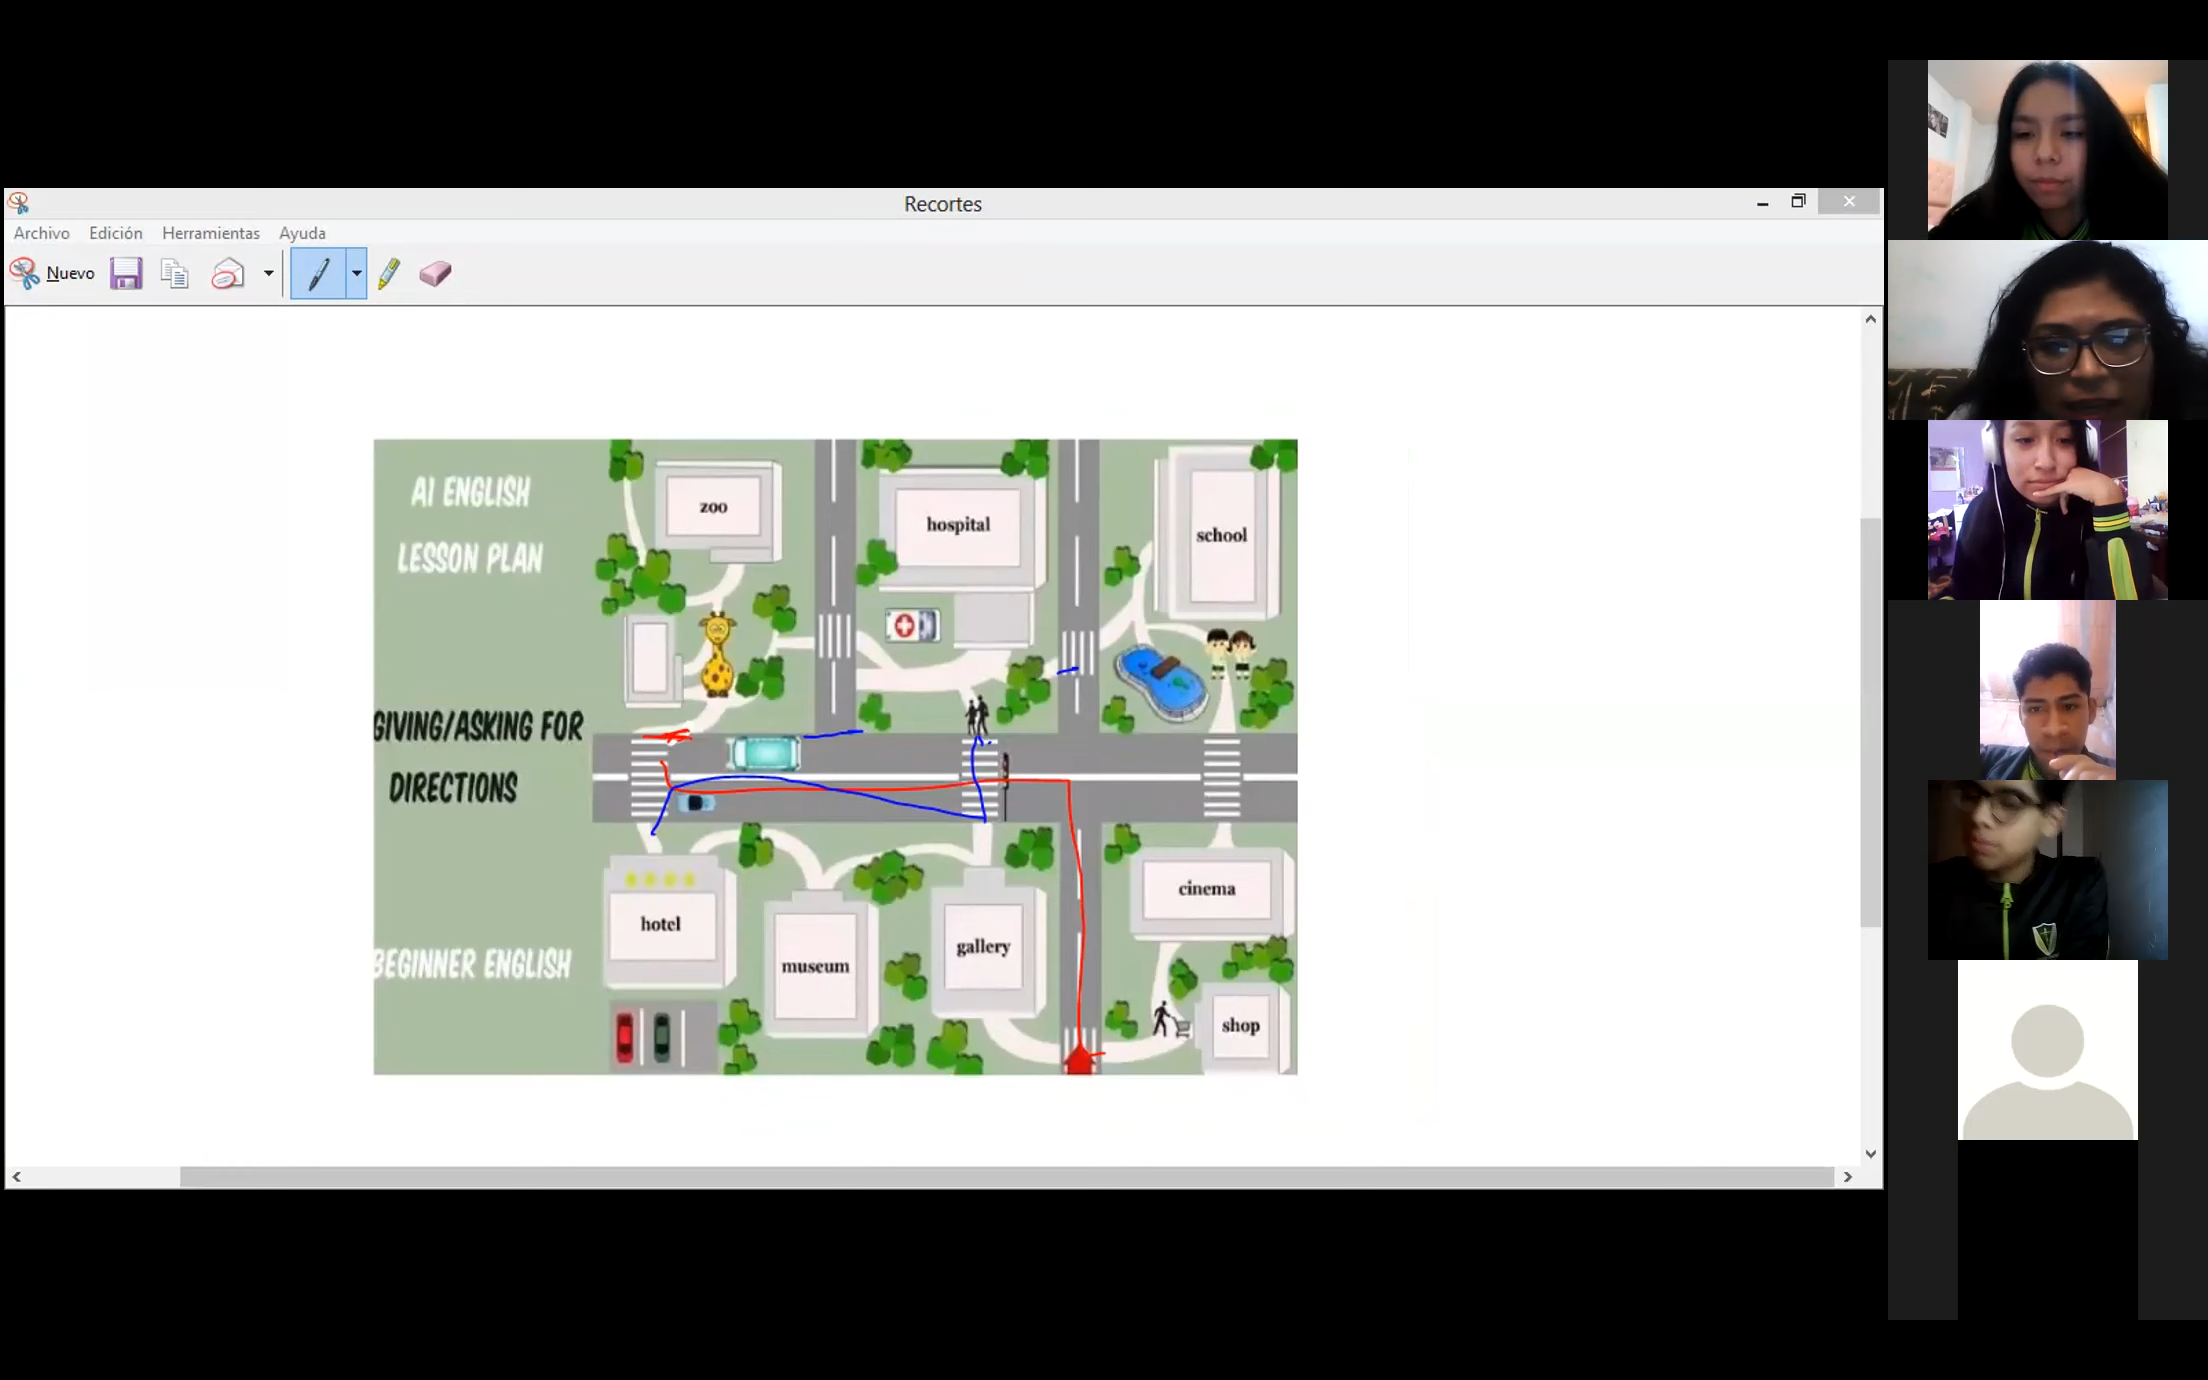 Recortes
Archivo Edición Herramientas Ayuda
Nuevo
A1 ENGLISH
LESSON PLAN
GIVING/ASKING FOR
DIRECTIONS
BEGINNER ENGLISH
zoo
hospital
school
hotel
museum
gallery
cinema
shop